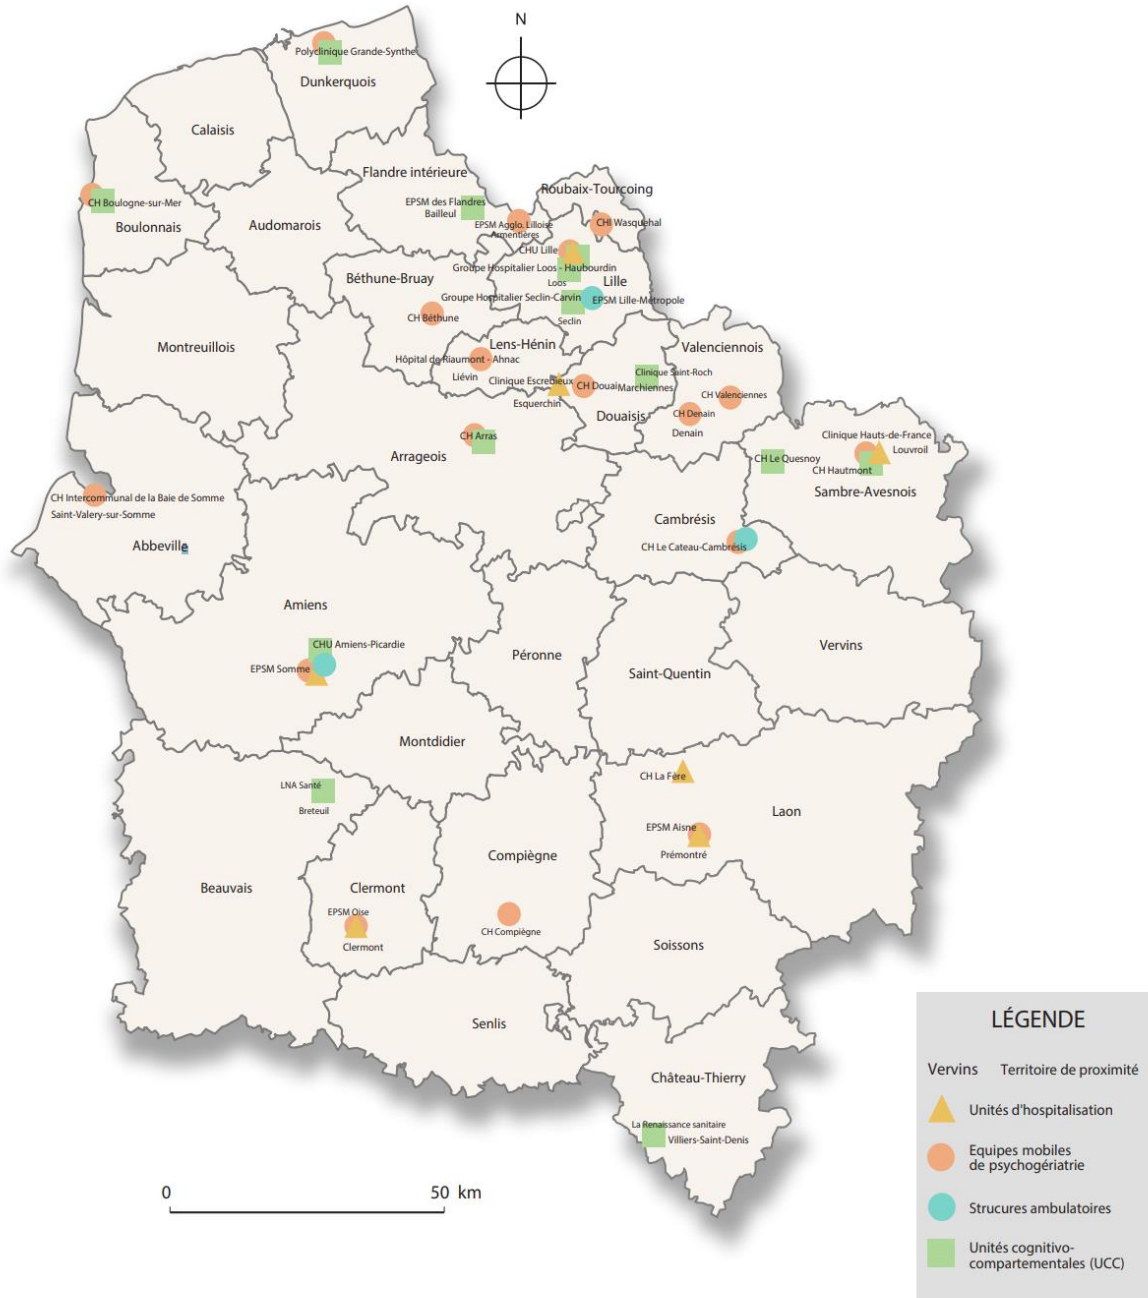 N
Polyclinique Grande-Synthe
Dunkerquois
Calaisis
Flandre intérieure
Roubaix-Tourcoing
CH Boulogne-sur-Mer
EPSM des Flandres
Bailleul
Boulonnais
Audomarois
EPSM Agglo. Lilloise
Armentières
CHI Wasquehal
CHU Lille
Groupe Hospitalier Loos - Haubourdin
Loos
Lille
Béthune-Bruay
Groupe Hospitalier Seclin-Carvin
EPSM Lille-Métropole
Seclin
CH Béthune
Montreuillois
Lens-Hénin
Valenciennois
Hôpital de Riaumont - Ahnac
Liévin
Clinique Escrebieux
Esquerchin
CH Douai
Clinique Saint-Roch
Marchiennes
CH Valenciennes
Douaisis
CH Denain
Denain
CH Arras
Arrageois
Clinique Hauts-de-France
Louvroil
CH Le Quesnoy
CH Hautmont
Sambre-Avesnois
CH Intercommunal de la Baie de Somme
Saint-Valery-sur-Somme
Abbeville
Cambrésis
CH Le Cateau-Cambrésis
Amiens
CHU Amiens-Picardie
EPSM Somme
Péronne
Saint-Quentin
Vervins
Montdidier
LNA Santé
Breteuil
CH La Fère
Laon
EPSM Aisne
Prémontré
Beauvais
Clermont
EPSM Oise
Clermont
Compiègne
CH Compiègne
Soissons
Senlis
Château-Thierry
La Renaissance sanitaire
Villiers-Saint-Denis
0 50 km
LÉGENDE
Vervins Territoire de proximité
Unités d'hospitalisation
Equipes mobiles
de psychogériatrie
Strucures ambulatoires
Unités cognitivo-
compartementales (UCC)